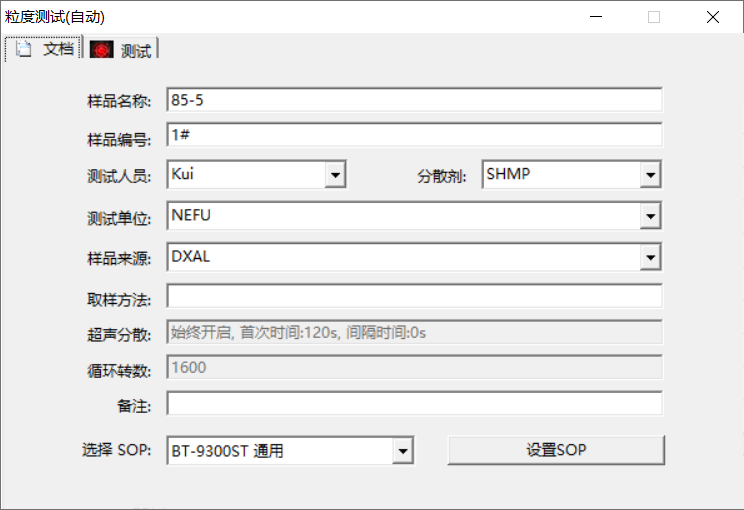 粒度测试(自动)
文档 测试
样品名称: 85-5
样品编号: 1#
测试人员: Kui 分散剂: SHMP
测试单位: NEFU
样品来源: DXAL
取样方法:
超声分散: 始终开启, 首次时间:120s, 间隔时间:0s
循环转数: 1600
备注:
选择 SOP: BT-9300ST 通用 设置SOP